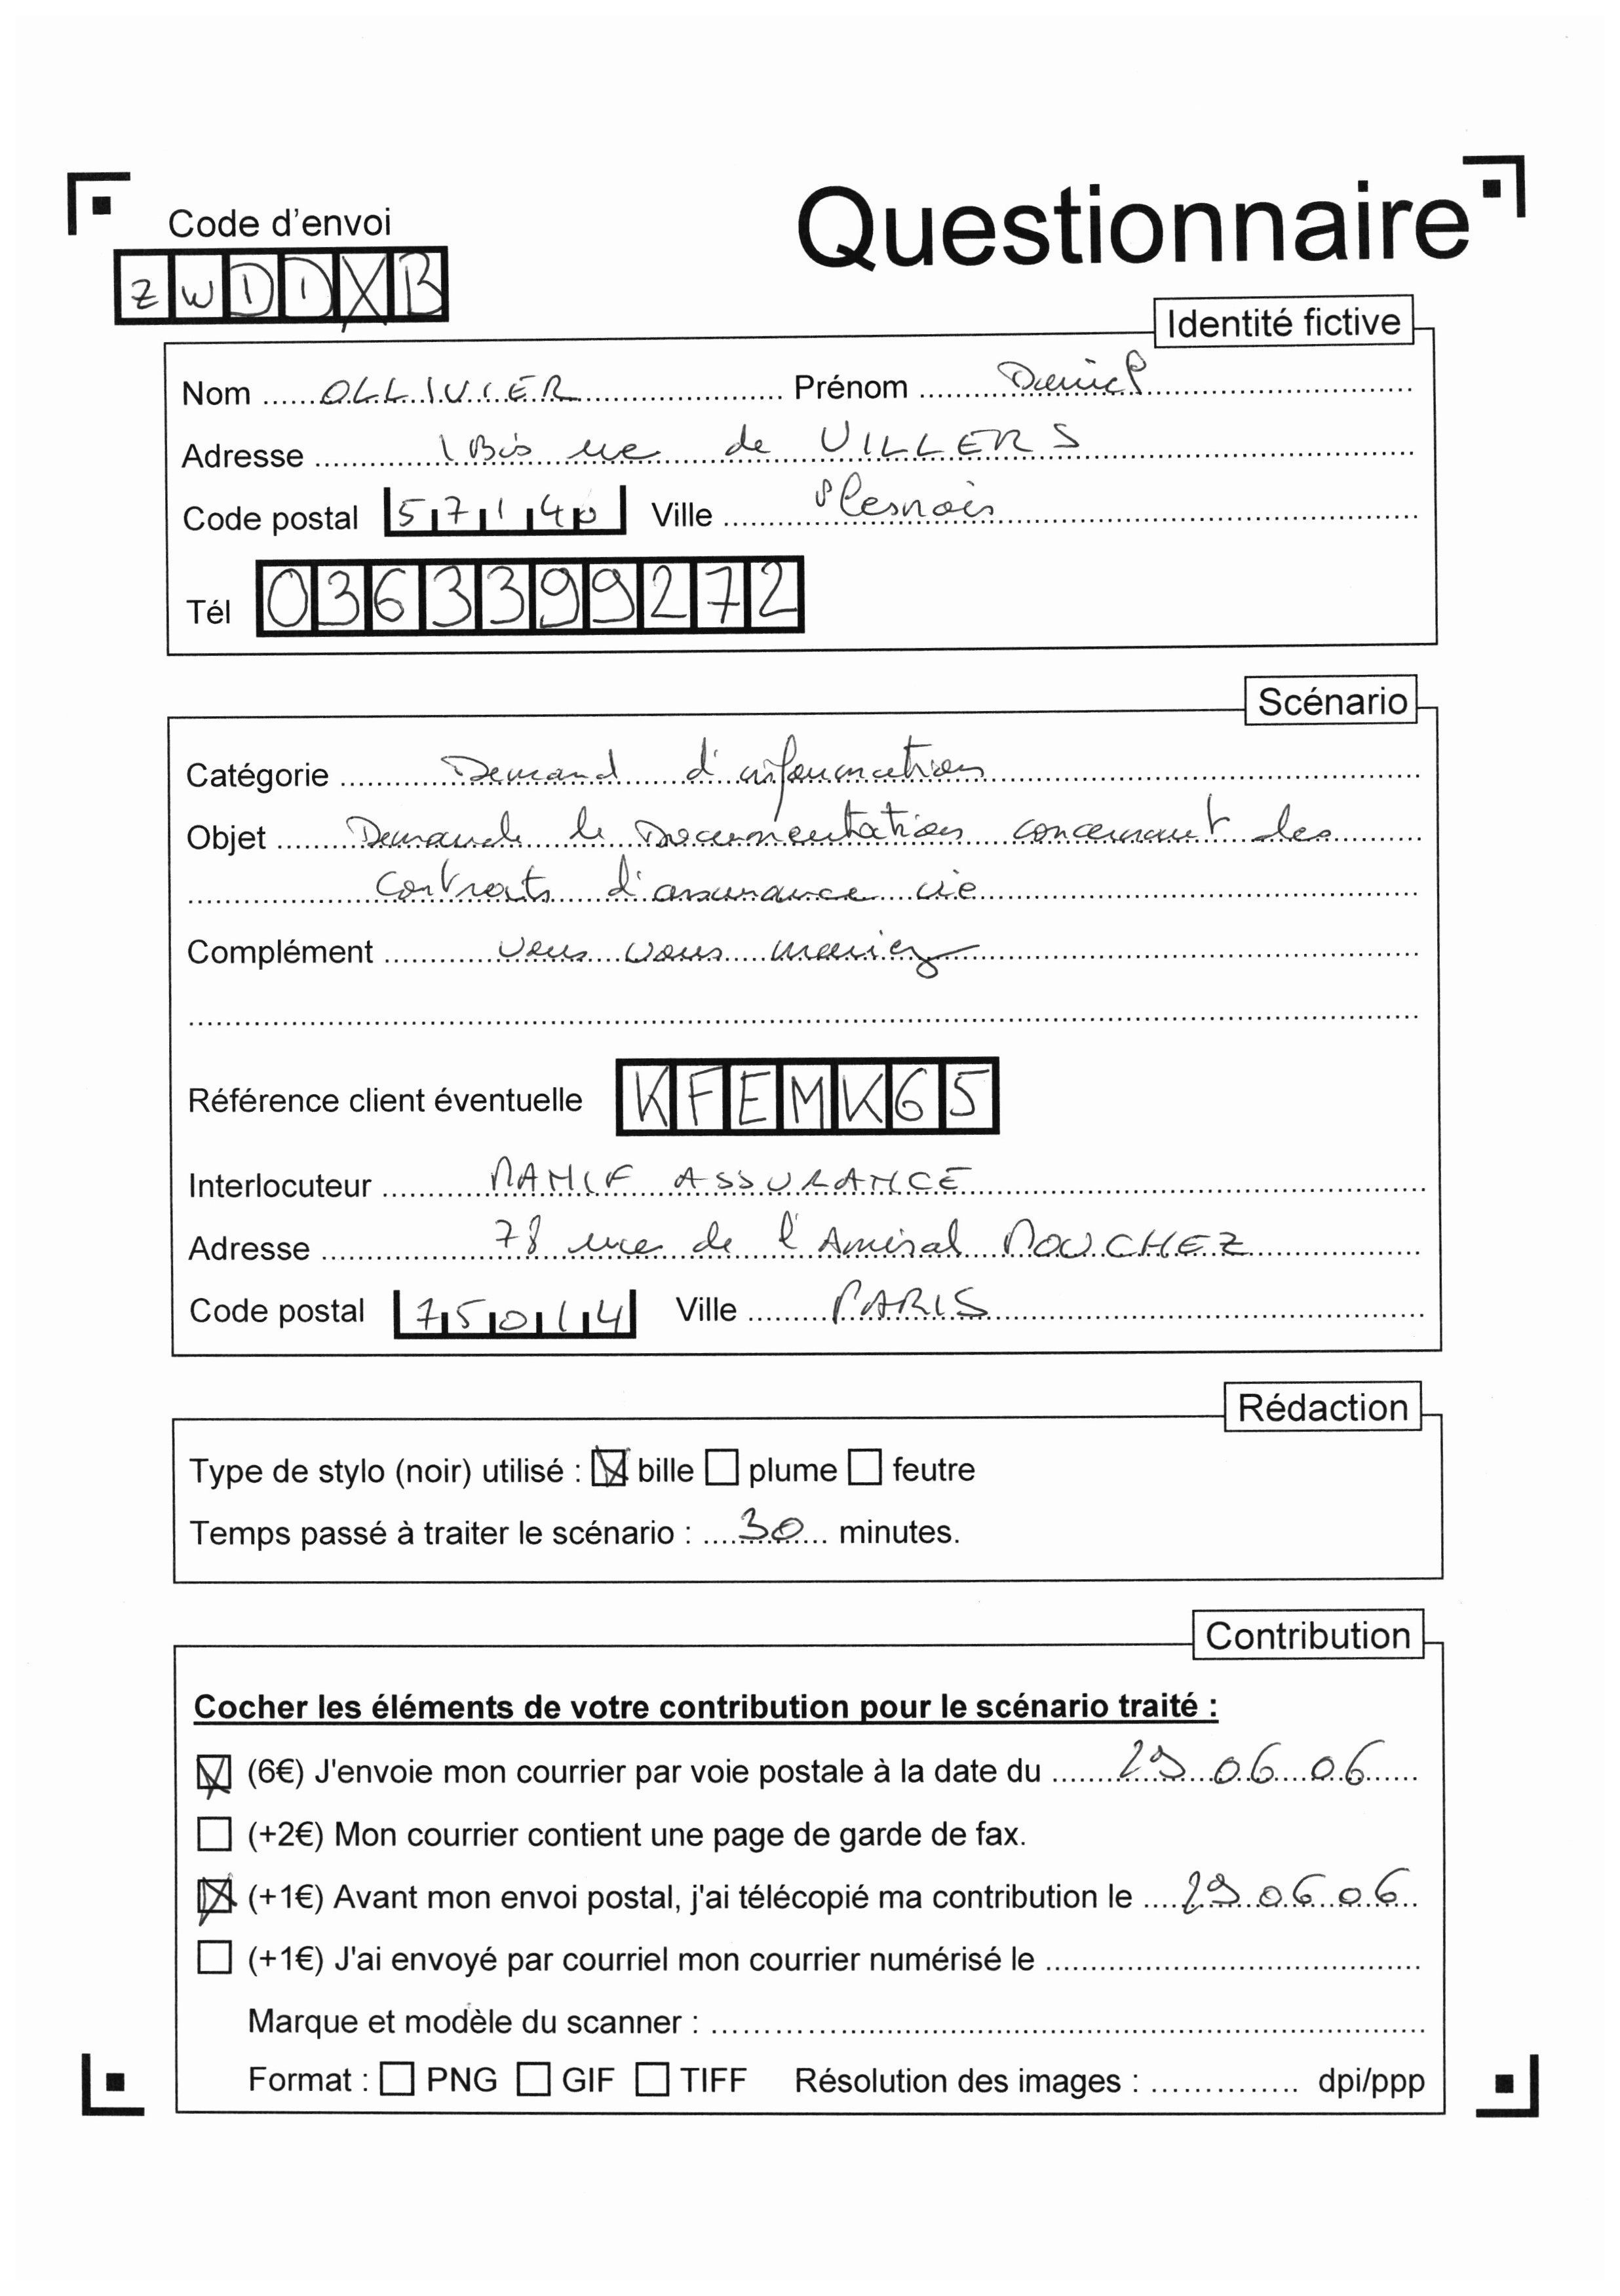 Questionnaire
Code d'envoi
ZWDDXB
Identité fictive
Nom OLLIVIER Prénom Daniel
Adresse 1 Bis rue de VILLERS
Code postal 57140 Ville Plesnois
Tél 0363399272
Scénario
Catégorie Demand d'information
Objet Demande de Documentation concernant les
contrats d'assurance vie
Complément vous vous mariez
Référence client éventuelle KFEMK65
Interlocuteur MAMIF ASSURANCE
Adresse 78 rue de l'Amiral MOUCHEZ
Code postal 75014 Ville PARIS
Rédaction
Type de stylo (noir) utilisé : bille plume feutre
Temps passé à traiter le scénario : 30 minutes.
Contribution
Cocher les éléments de votre contribution pour le scénario traité :
(6€) J'envoie mon courrier par voie postale à la date du 29 06 06
(+2€) Mon courrier contient une page de garde de fax.
(+1€) Avant mon envoi postal, j'ai télécopié ma contribution le 29 06 06
(+1€) J'ai envoyé par courriel mon courrier numérisé le
Marque et modèle du scanner :
Format : PNG GIF TIFF Résolution des images : dpi/ppp